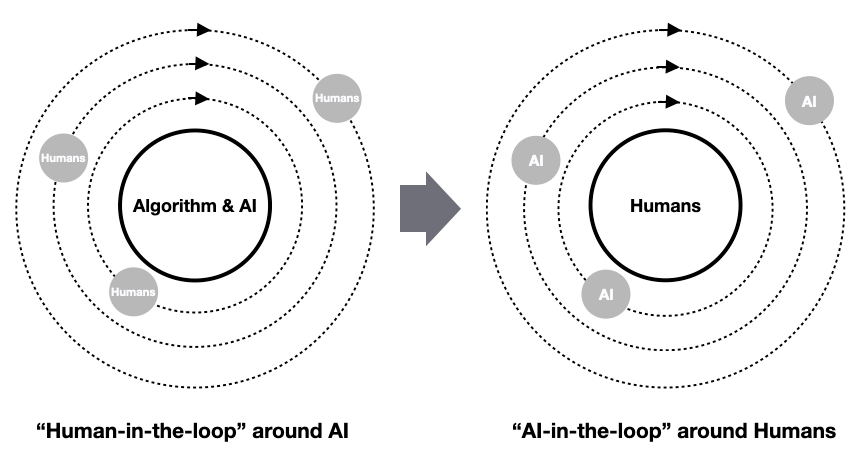 Humans
Humans
Algorithm & AI
Humans
“Human-in-the-loop” around AI
AI
AI
Humans
AI
“AI-in-the-loop” around Humans